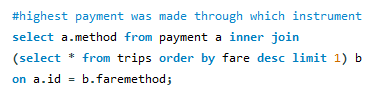 #highest payment was made through which instrument
select a.method from payment a inner join
(select * from trips order by fare desc limit 1) b
on a.id = b.faremethod;